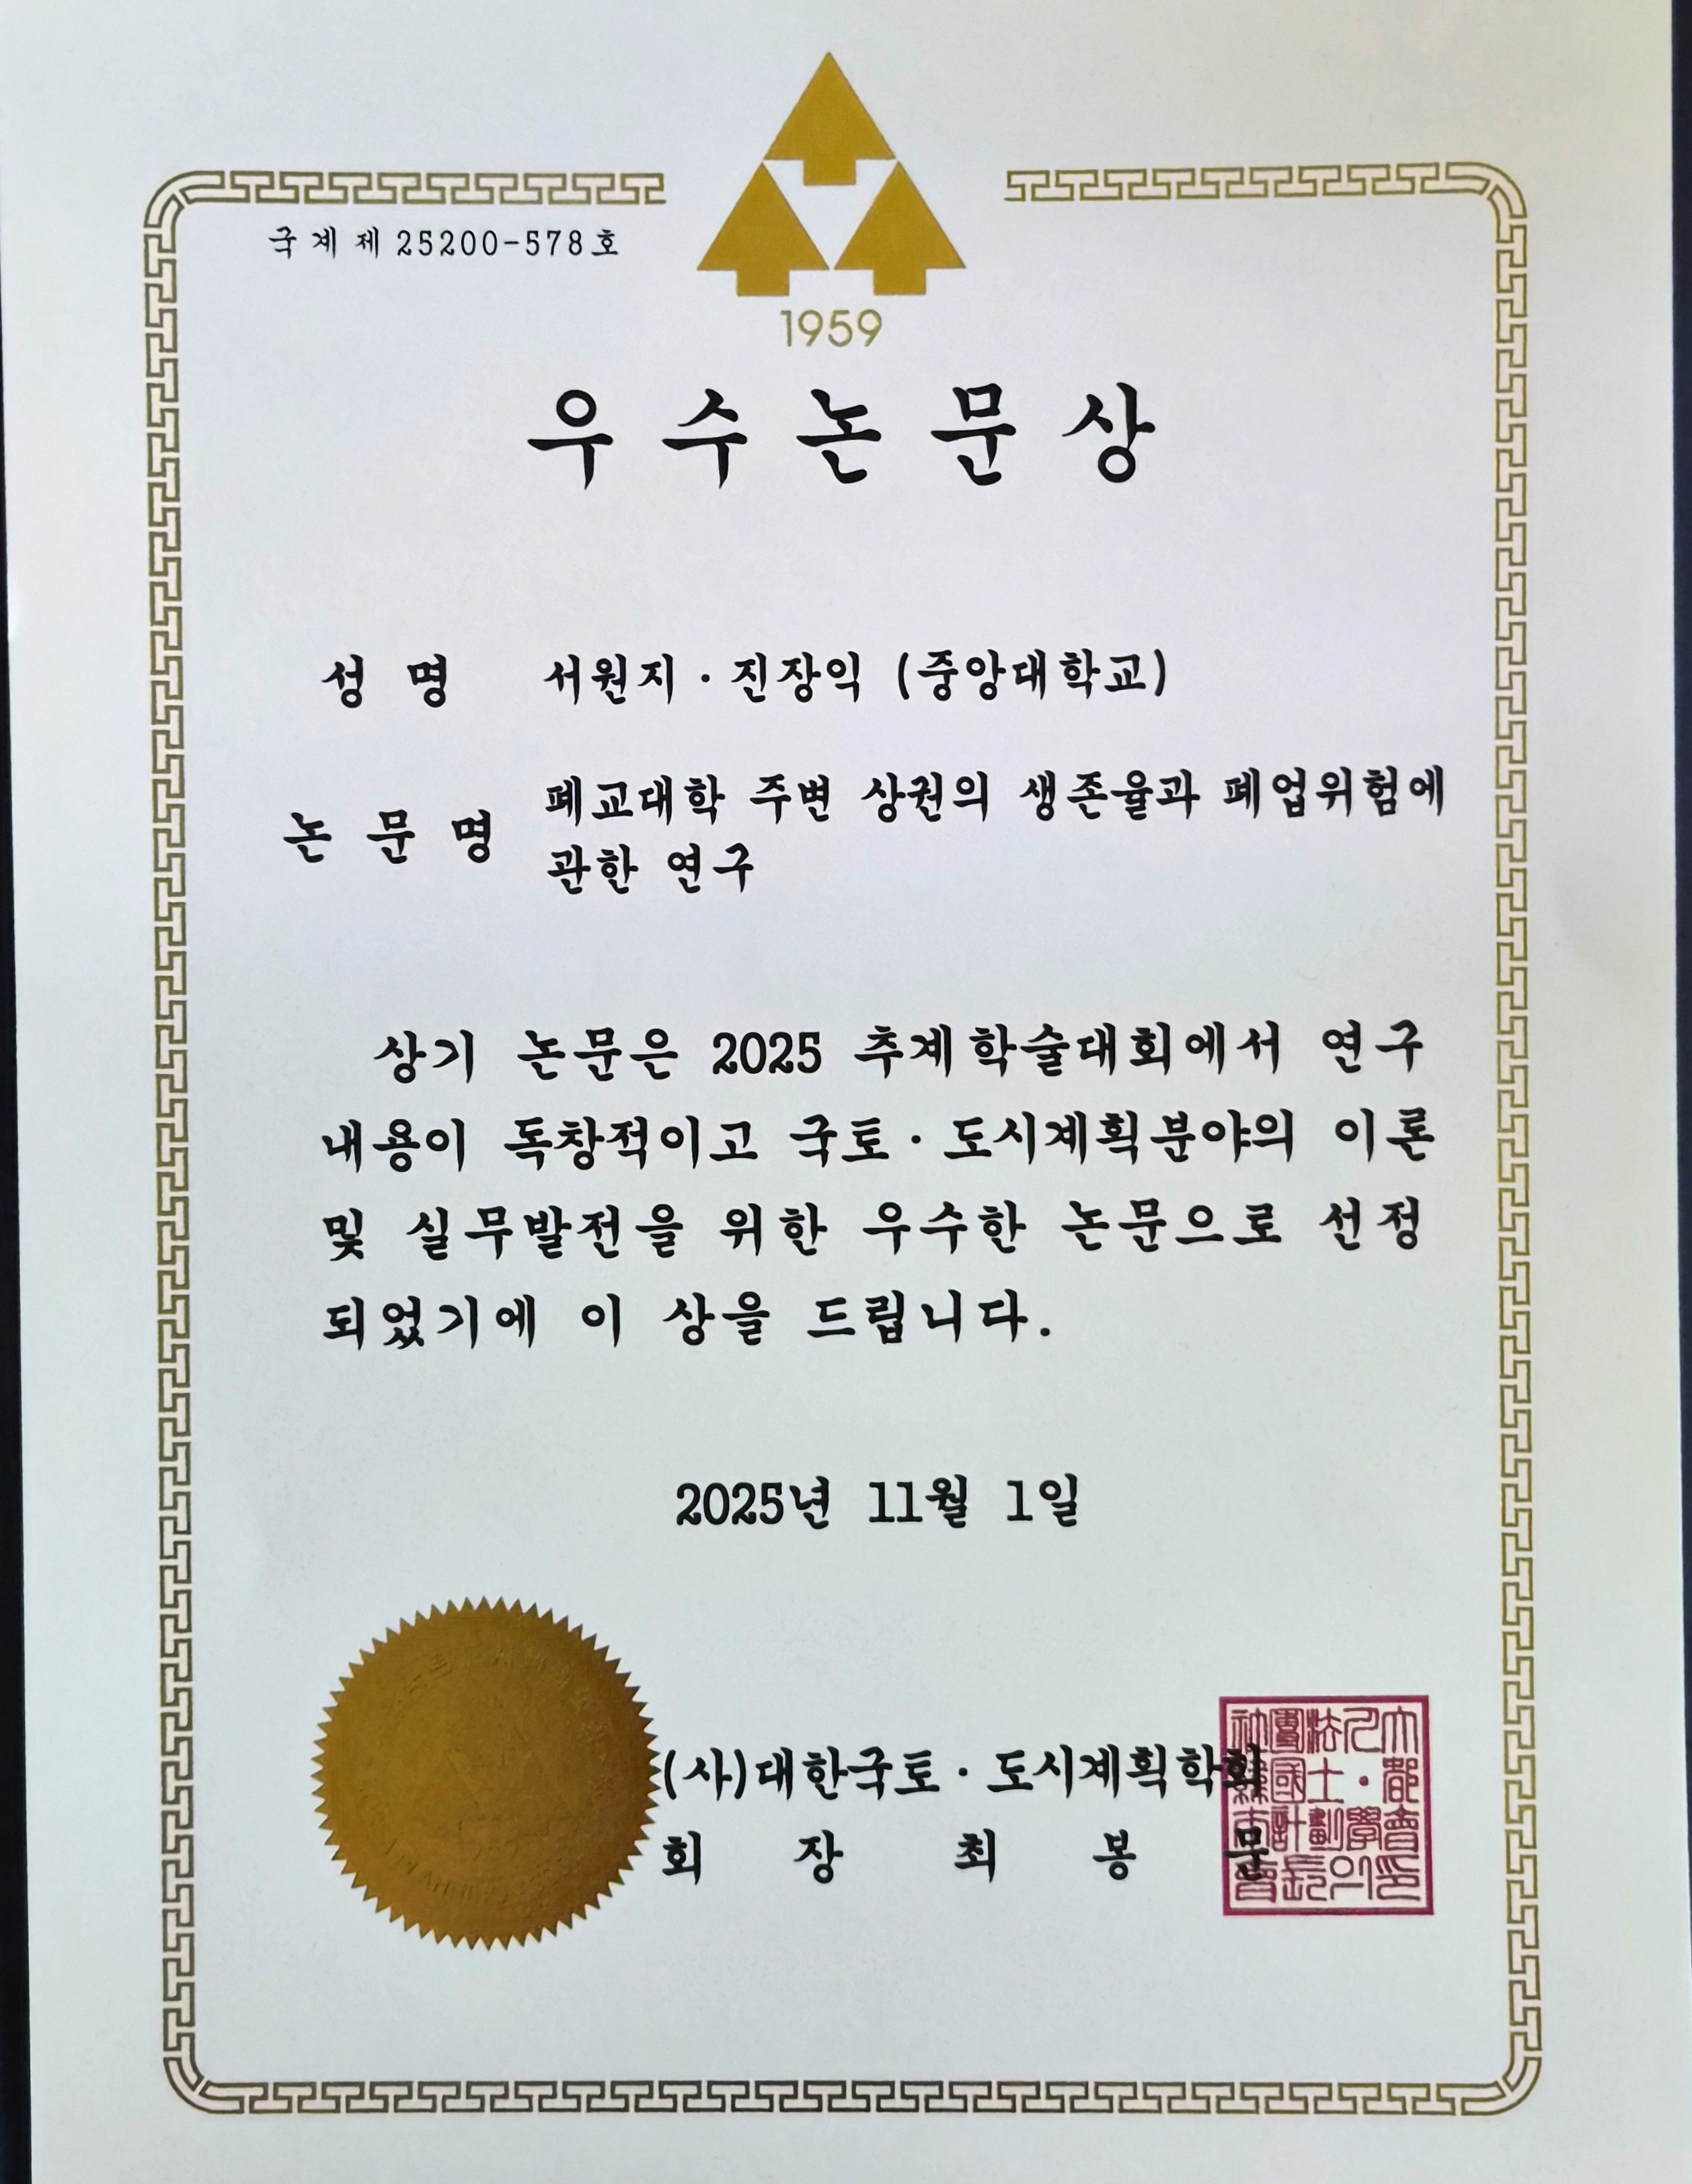 국계제 25200-578호
1959
우수논문상
성 명 서원지·진장익 (중앙대학교)
논 문 명 폐교대학 주변 상권의 생존율과 폐업위험에
관한 연구
상기 논문은 2025 추계학술대회에서 연구
내용이 독창적이고 국토·도시계획분야의 이론
및 실무발전을 위한 우수한 논문으로 선정
되었기에 이 상을 드립니다.
2025년 11월 1일
(사)대한국토·도시계획학회
회 장 최 봉 문